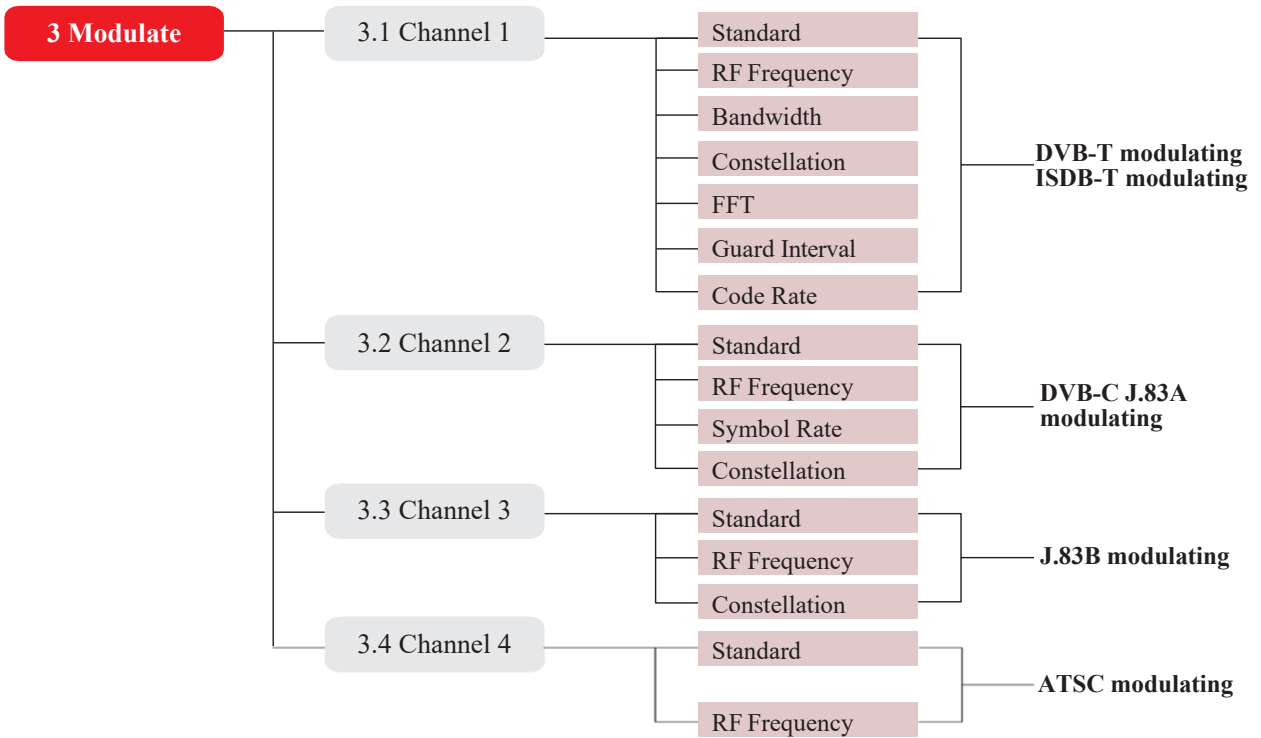 3 Modulate
3.1 Channel 1
Standard
RF Frequency
Bandwidth
Constellation
FFT
Guard Interval
Code Rate
DVB-T modulating
ISDB-T modulating
3.2 Channel 2
Standard
RF Frequency
Symbol Rate
Constellation
DVB-C J.83A
modulating
3.3 Channel 3
Standard
RF Frequency
Constellation
J.83B modulating
3.4 Channel 4
Standard
RF Frequency
ATSC modulating